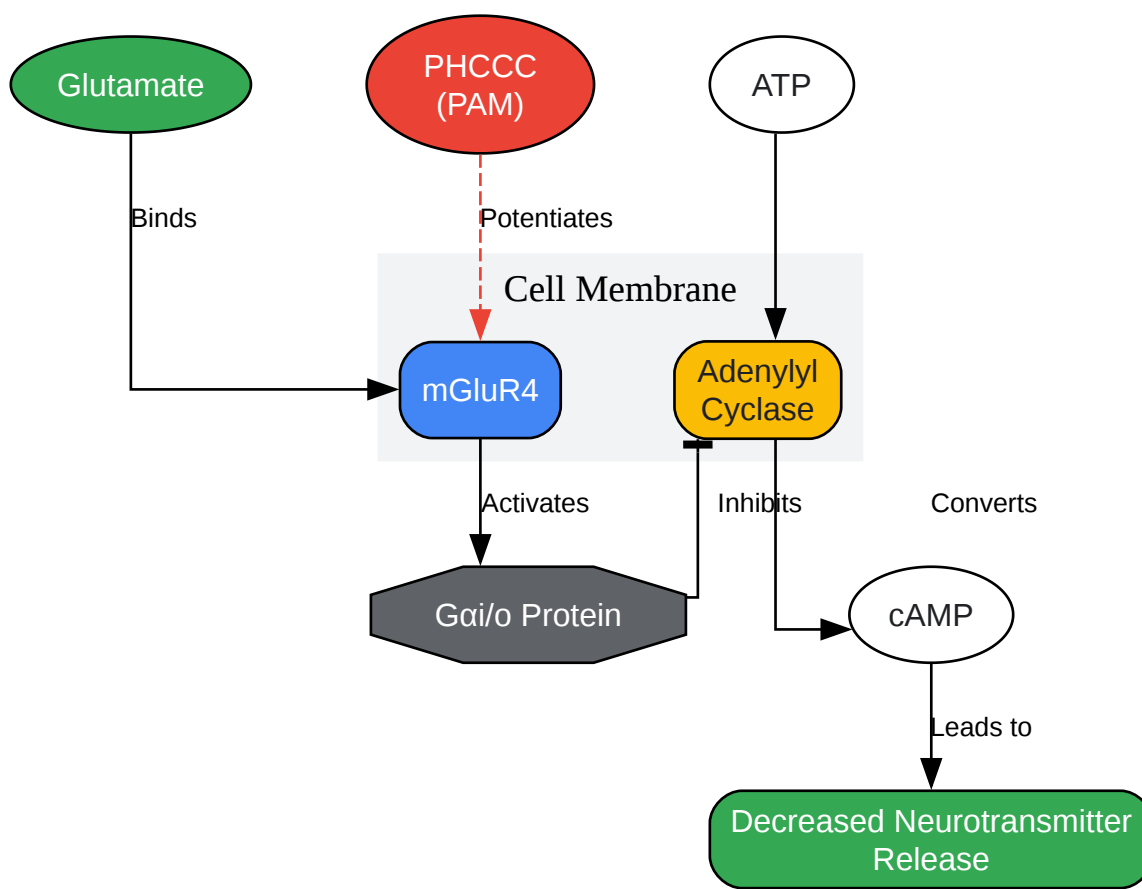 Glutamate
PHCCC
(PAM)
ATP
Binds
Potentiates
Cell Membrane
mGluR4
Adenylyl
Cyclase
Activates
Inhibits
Converts
Gαi/o Protein
cAMP
Leads to
Decreased Neurotransmitter
Release